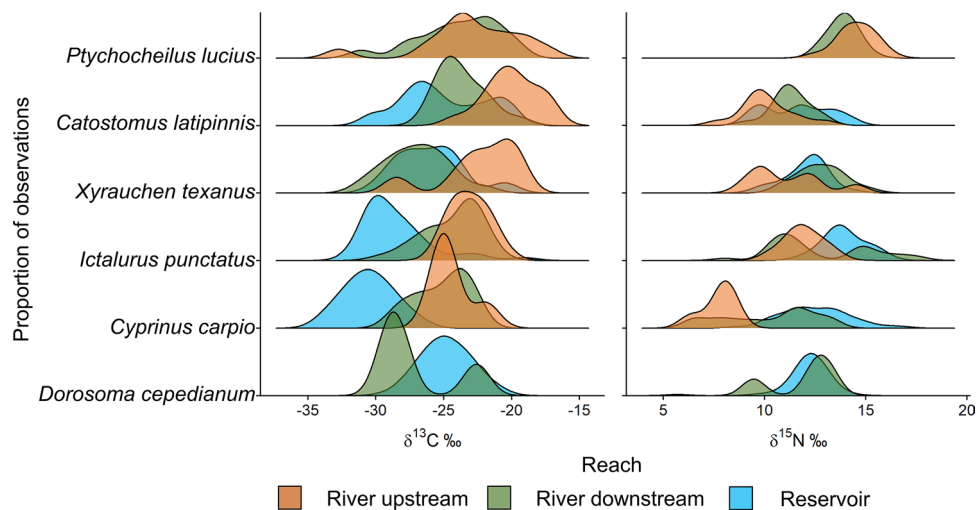 Proportion of observations
Ptychocheilus lucius
Catostomus latipinnis
Xyrauchen texanus
Ictalurus punctatus
Cyprinus carpio
Dorosoma cepedianum
-35 -30 -25 -20 -15
5 10 15 20
δ¹³C ‰
δ¹⁵N ‰
Reach
River upstream River downstream Reservoir